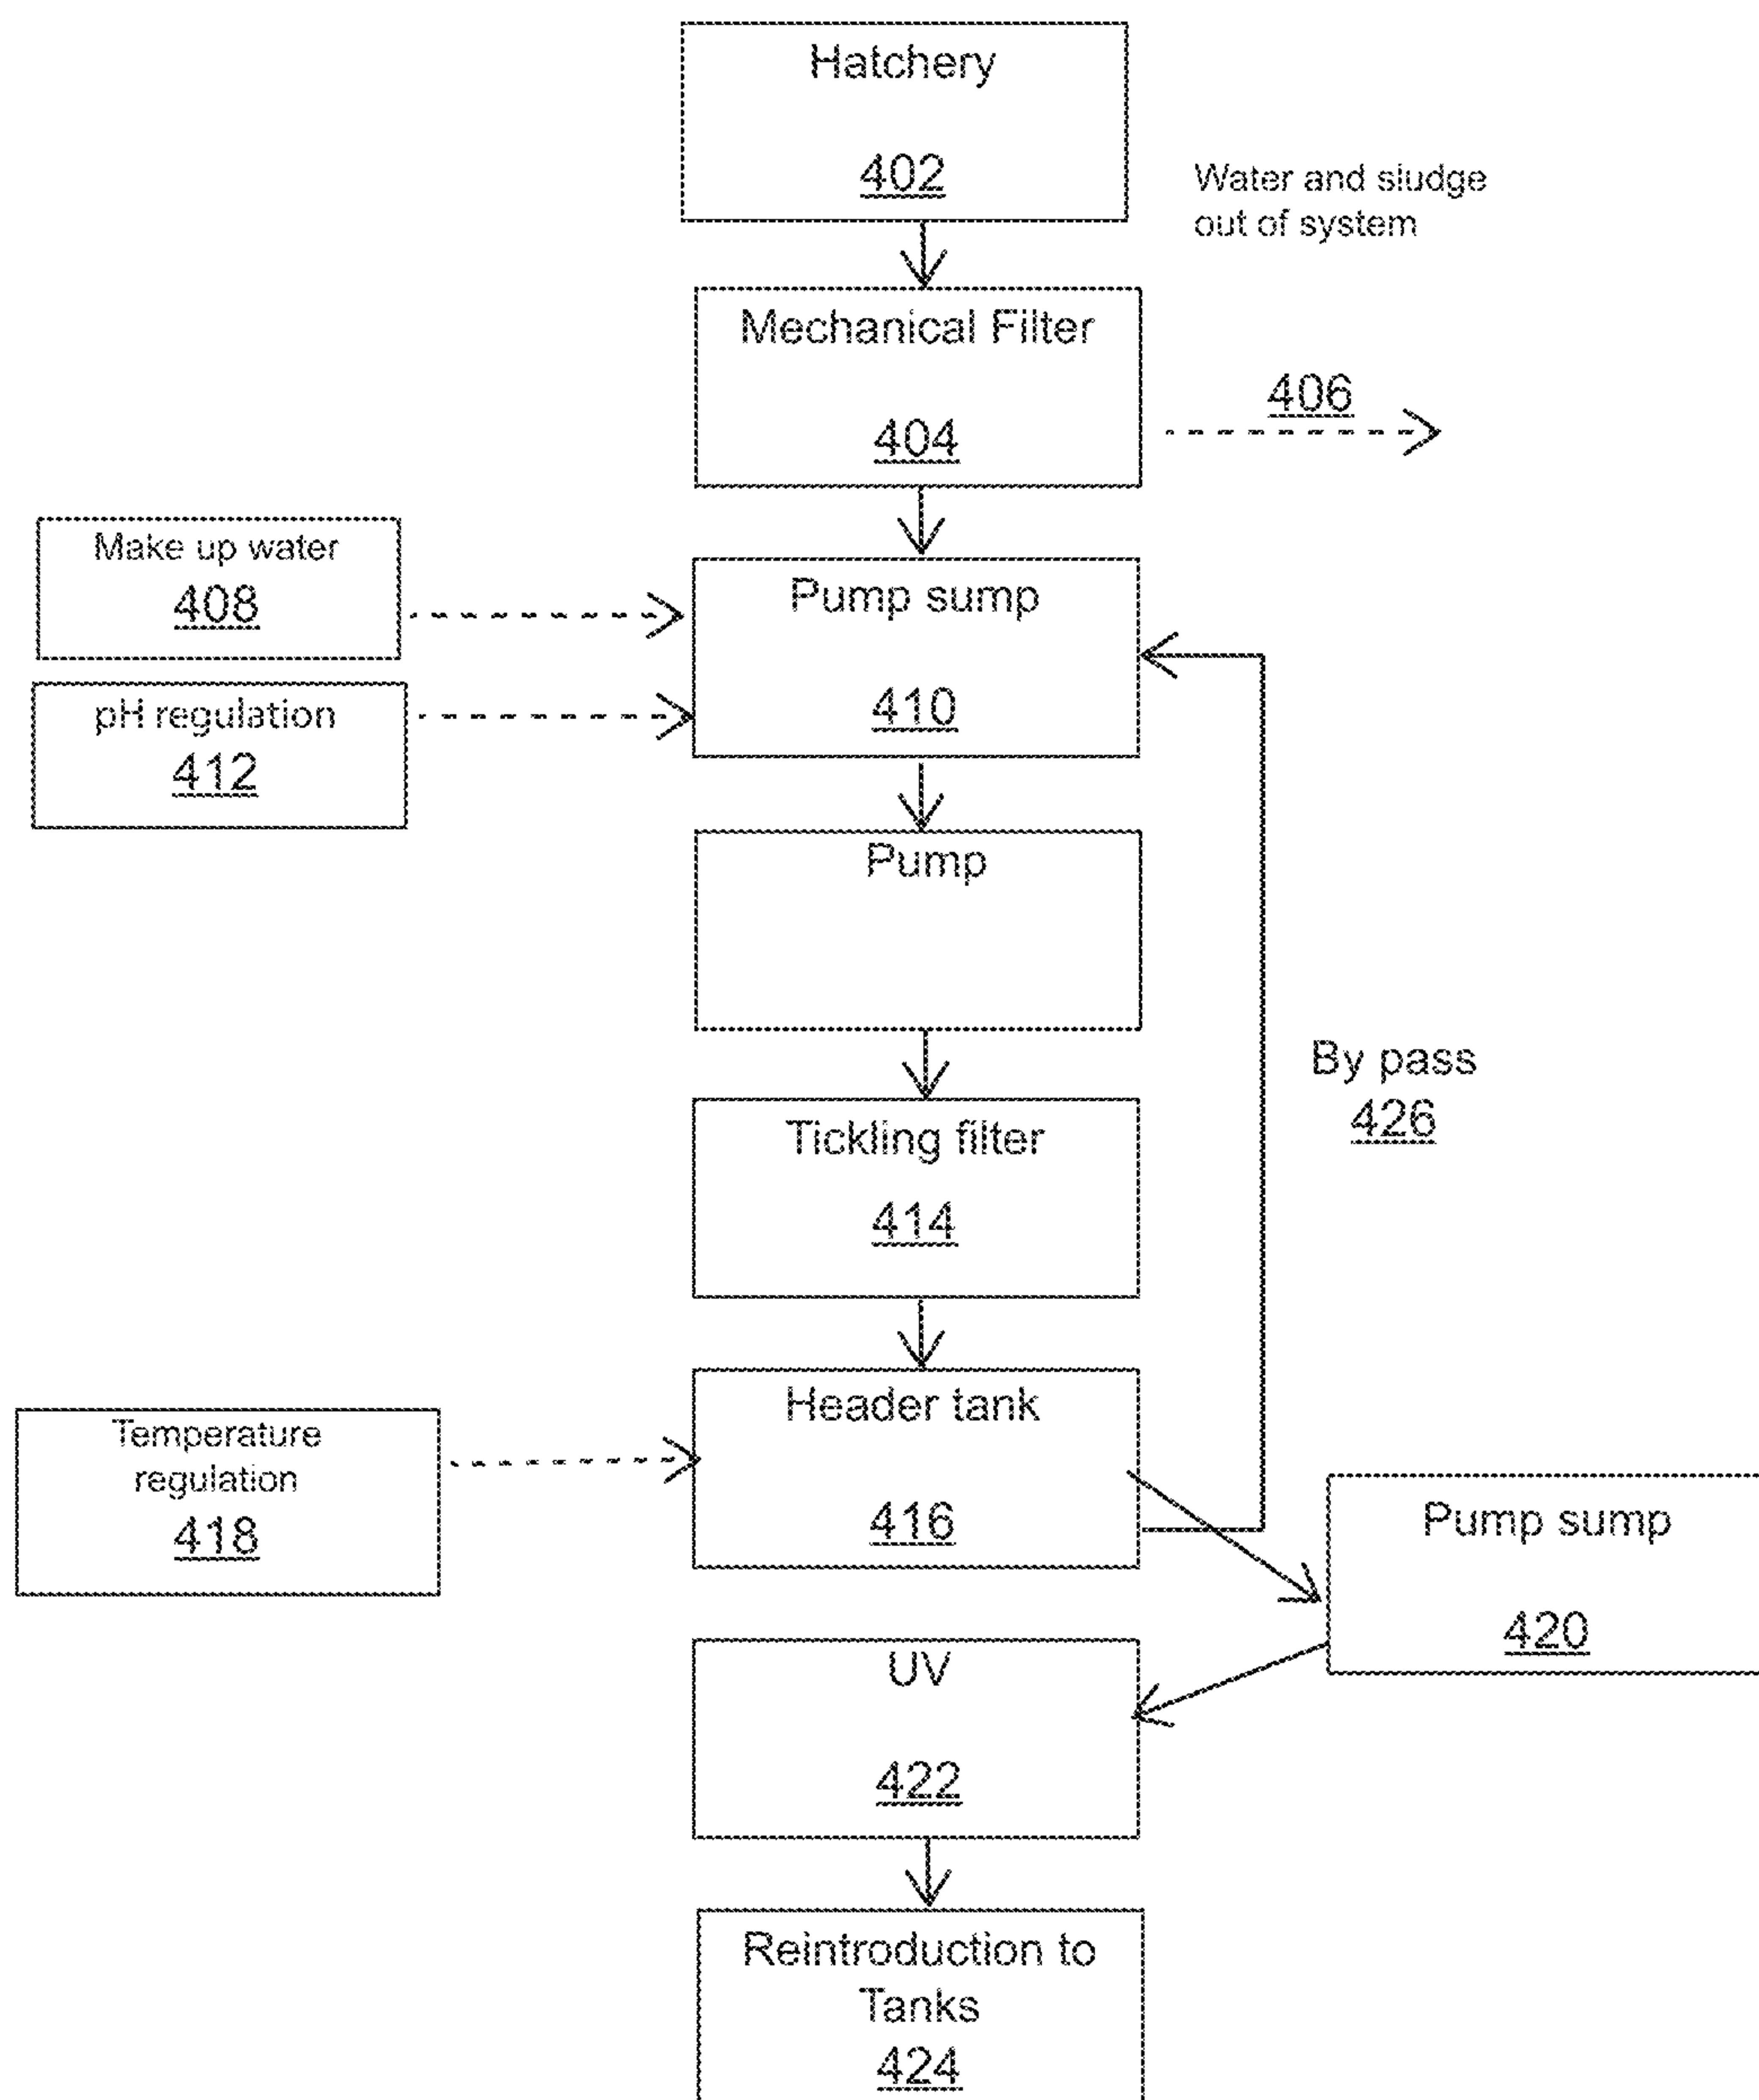 Hatchery
402
Water and sludge
out of system
Mechanical Filter
404
406
Make up water
408
Pump sump
410
pH regulation
412
Pump
By pass
426
Tickling filter
414
Header tank
416
Temperature
regulation
418
Pump sump
420
UV
422
Reintroduction to
Tanks
424